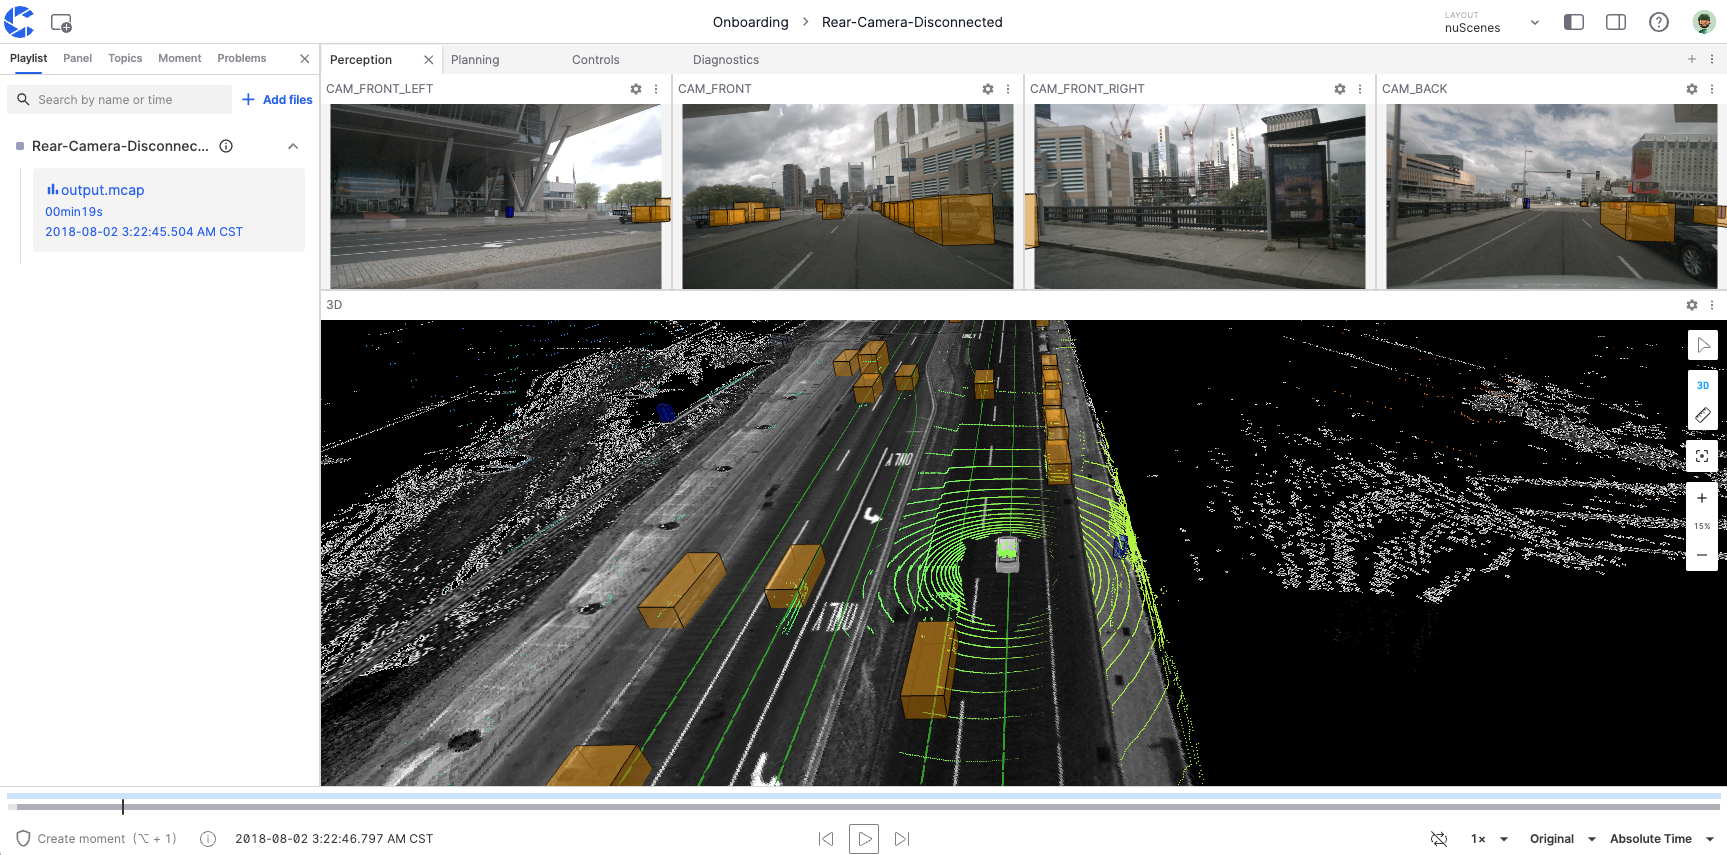 Onboarding > Rear-Camera-Disconnected
LAYOUT
nuScenes
Playlist Panel Topics Moment Problems
Perception Planning Controls Diagnostics
Search by name or time
Add files
Rear-Camera-Disconnec...
output.mcap
00min19s
2018-08-02 3:22:45.504 AM CST
CAM_FRONT_LEFT
CAM_FRONT
CAM_FRONT_RIGHT
CAM_BACK
3D
ONLY
3D
15%
Create moment (⌥ + 1)
2018-08-02 3:22:46.797 AM CST
1×
Original
Absolute Time